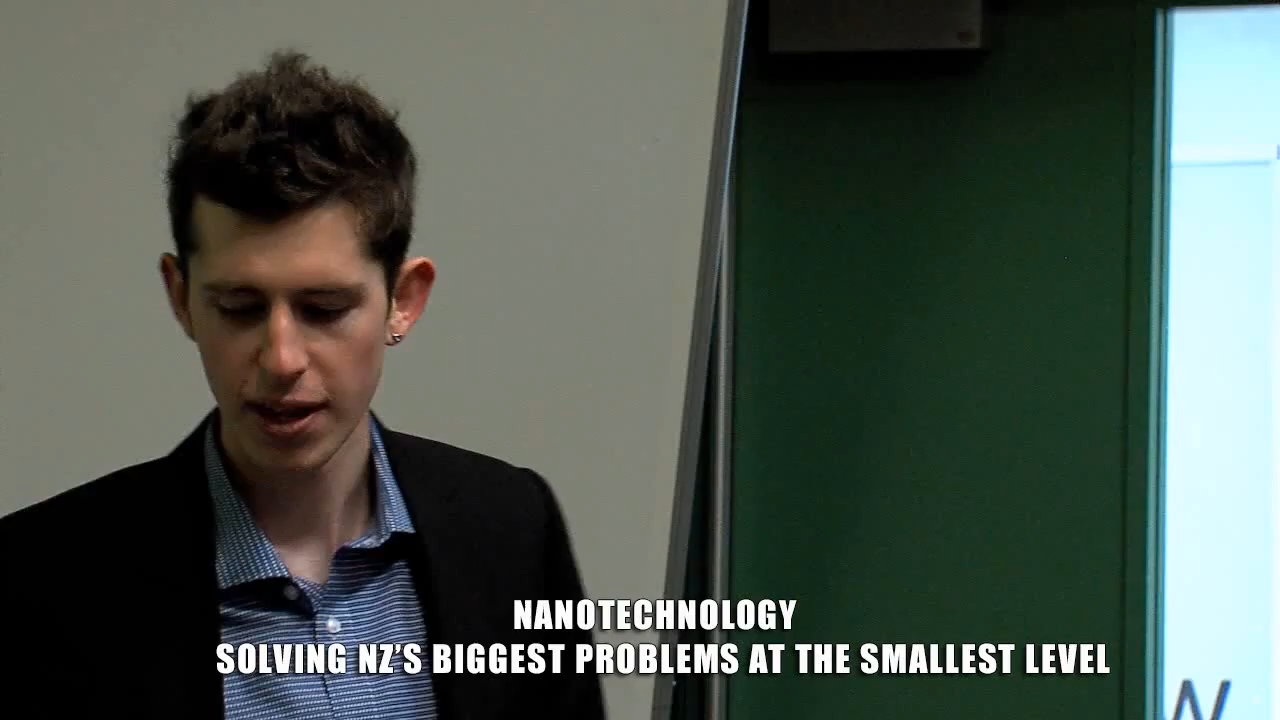 NANOTECHNOLOGY
SOLVING NZ'S BIGGEST PROBLEMS AT THE SMALLEST LEVEL
W